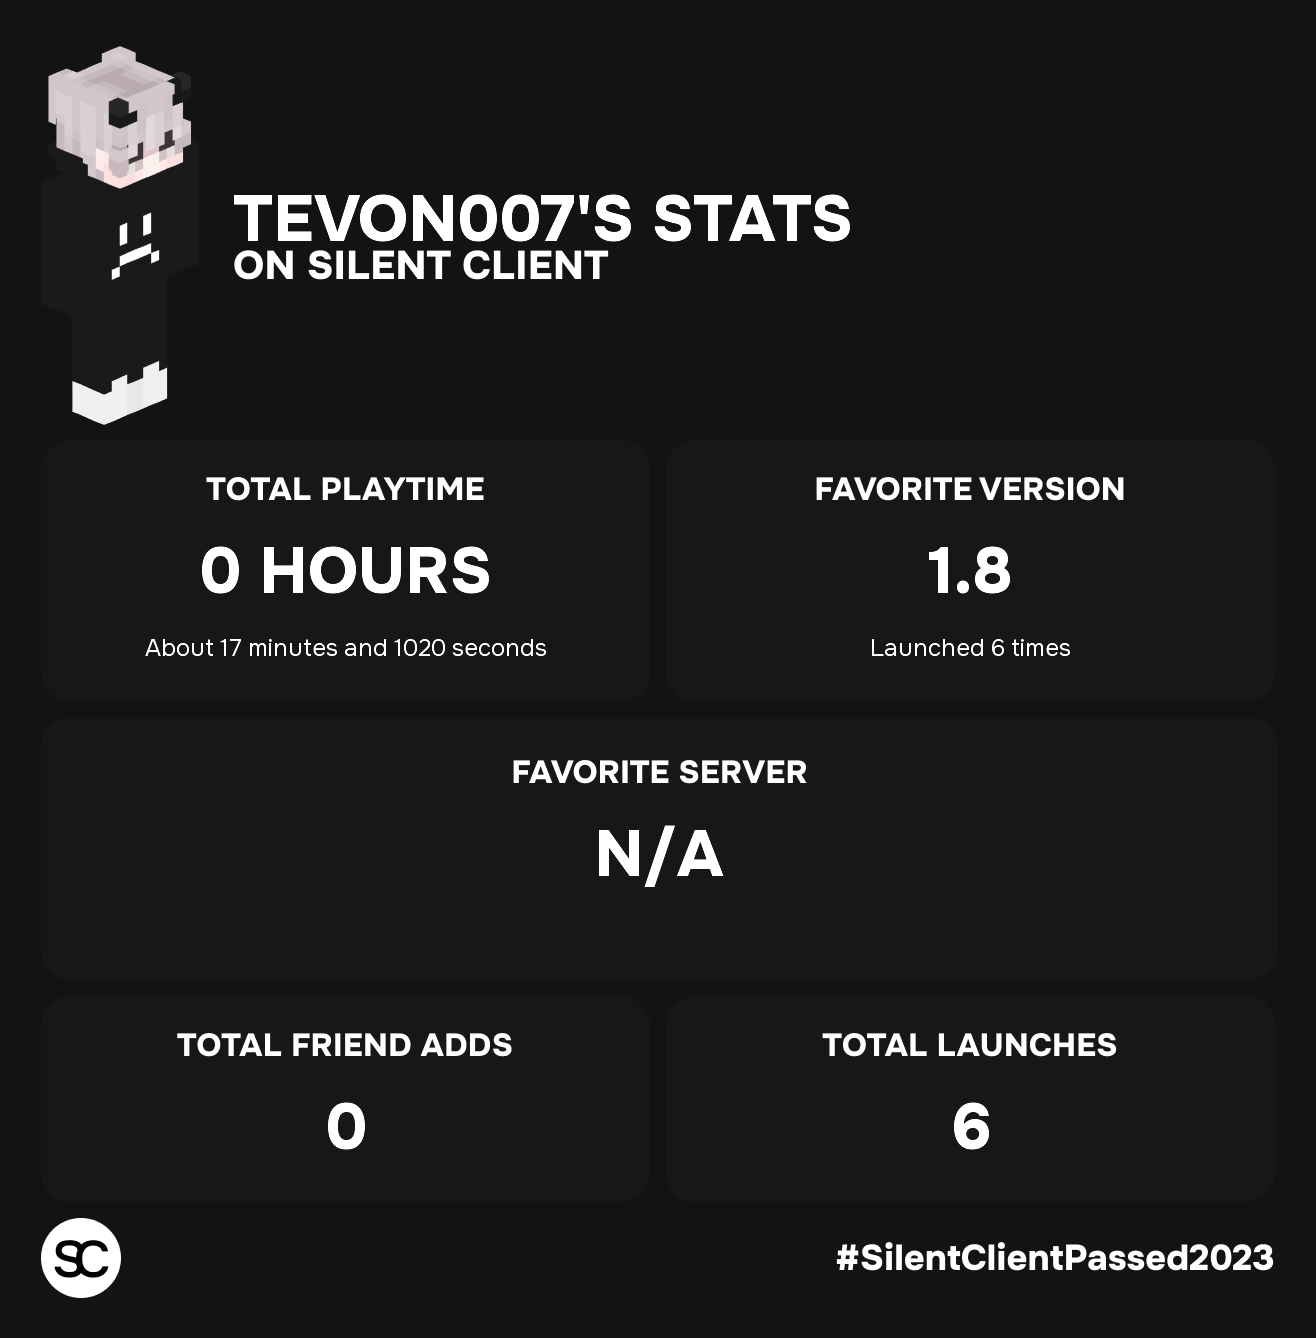 TEVON007'S STATS
ON SILENT CLIENT
TOTAL PLAYTIME
0 HOURS
About 17 minutes and 1020 seconds
FAVORITE VERSION
1.8
Launched 6 times
FAVORITE SERVER
N/A
TOTAL FRIEND ADDS
0
TOTAL LAUNCHES
6
SC
#SilentClientPassed2023